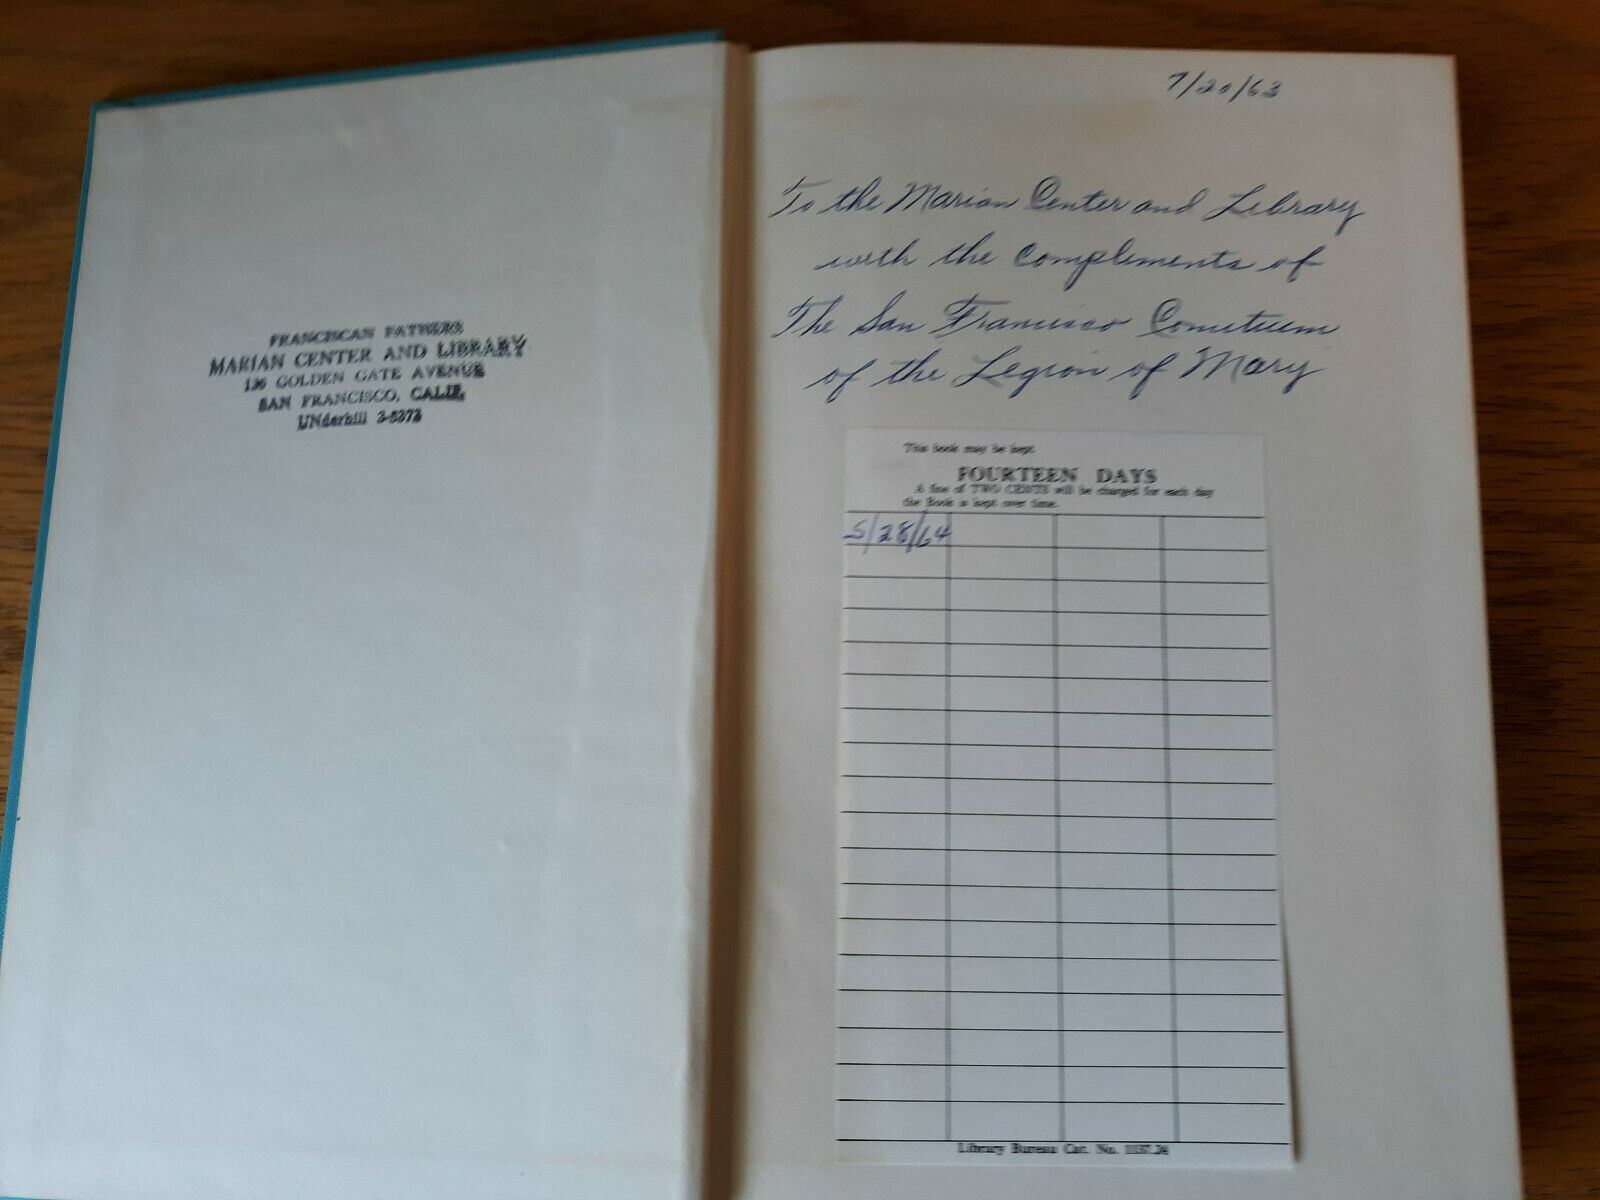 FRANCISCAN FATHERS
MARIAN CENTER AND LIBRARY
136 GOLDEN GATE AVENUE
SAN FRANCISCO, CALIF.
UNderhill 3-5372
7/20/63
To the Marian Center and Library
with the complements of
The San Francisco Comitium
of the Legion of Mary
This book may be kept
FOURTEEN DAYS
A fine of TWO CENTS will be charged for each day
the Book is kept over time.
5/28/64
Library Bureau Cat. No. 1137.